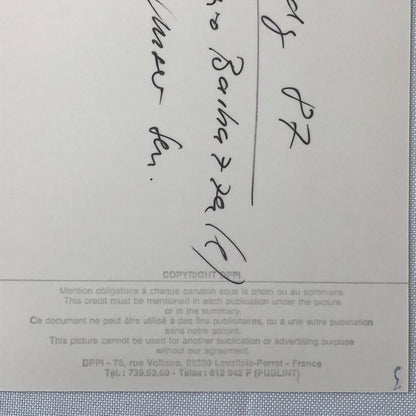 87
COPYRIGHT DPPI
Mention obligatoire à chaque parution sous la photo ou au sommaire.
This credit must be mentioned in each publication under the picture
or in the summary.
Ce document ne peut être utilisé à des fins publicitaires, ou à une autre publication
sans notre accord.
This picture cannot be used for another publication or advertising purpose
without our agreement.
DPPI - 75, rue Voltaire, 92300 Levallois-Perret - France
Tél.: 739.93.00 - Telex: 612 942 F (PUBLINT)